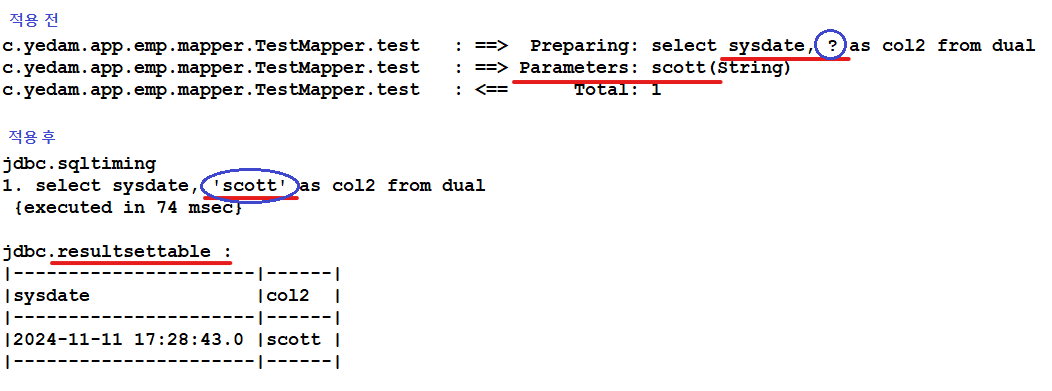 적용 전
c.yedam.app.emp.mapper.TestMapper.test   : ==>  Preparing: select sysdate, ? as col2 from dual
c.yedam.app.emp.mapper.TestMapper.test   : ==> Parameters: scott(String)
c.yedam.app.emp.mapper.TestMapper.test   : <==      Total: 1
적용 후
jdbc.sqltiming
1. select sysdate, 'scott' as col2 from dual
 {executed in 74 msec}
jdbc.resultsettable :
|----------------------|------|
|sysdate               |col2  |
|----------------------|------|
|2024-11-11 17:28:43.0 |scott |
|----------------------|------|